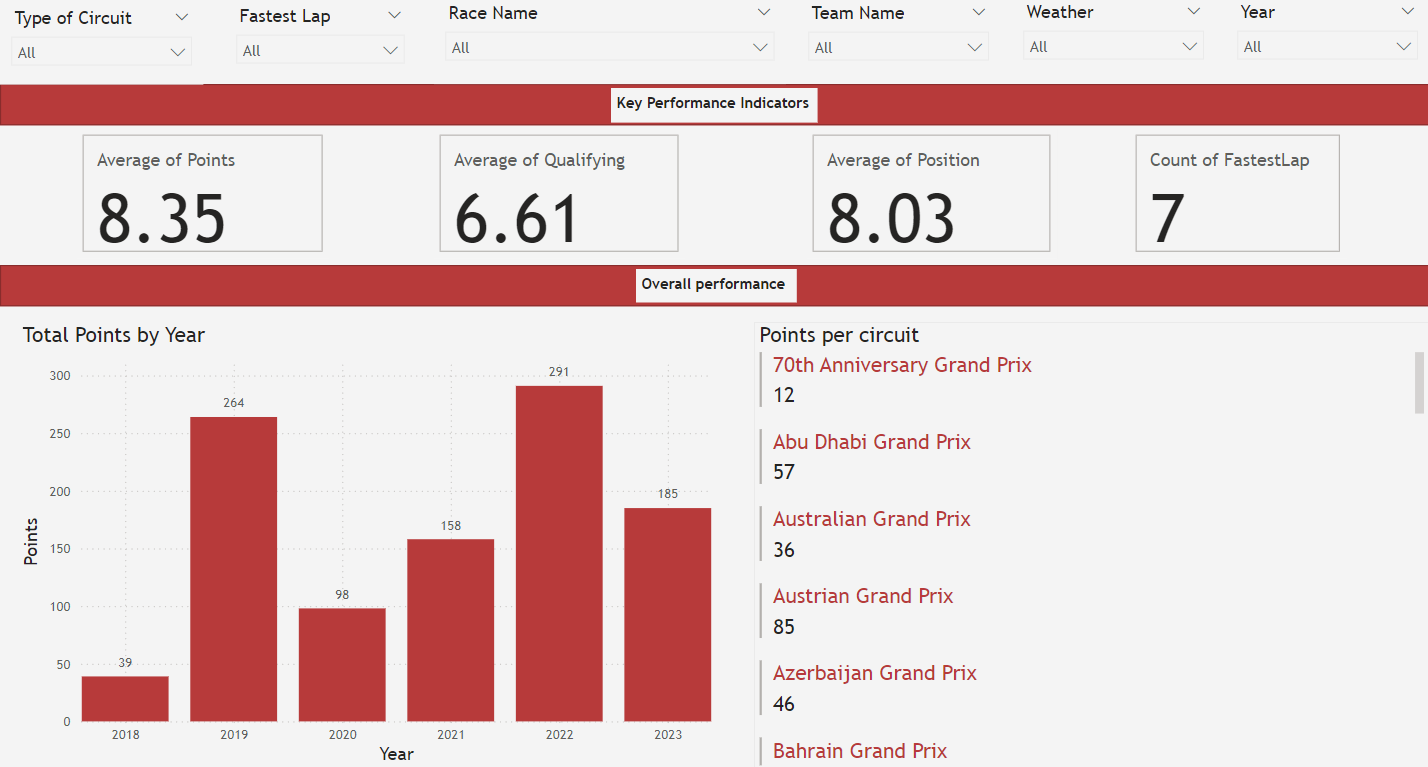 Type of Circuit
Fastest Lap
Race Name
Team Name
Weather
Year
All
All
All
All
All
All
Key Performance Indicators
Average of Points
8.35
Average of Qualifying
6.61
Average of Position
8.03
Count of FastestLap
7
Overall performance
Total Points by Year
300
250
200
150
100
50
0
Points
39
264
98
158
291
185
2018
2019
2020
2021
2022
2023
Year
Points per circuit
70th Anniversary Grand Prix
12
Abu Dhabi Grand Prix
57
Australian Grand Prix
36
Austrian Grand Prix
85
Azerbaijan Grand Prix
46
Bahrain Grand Prix